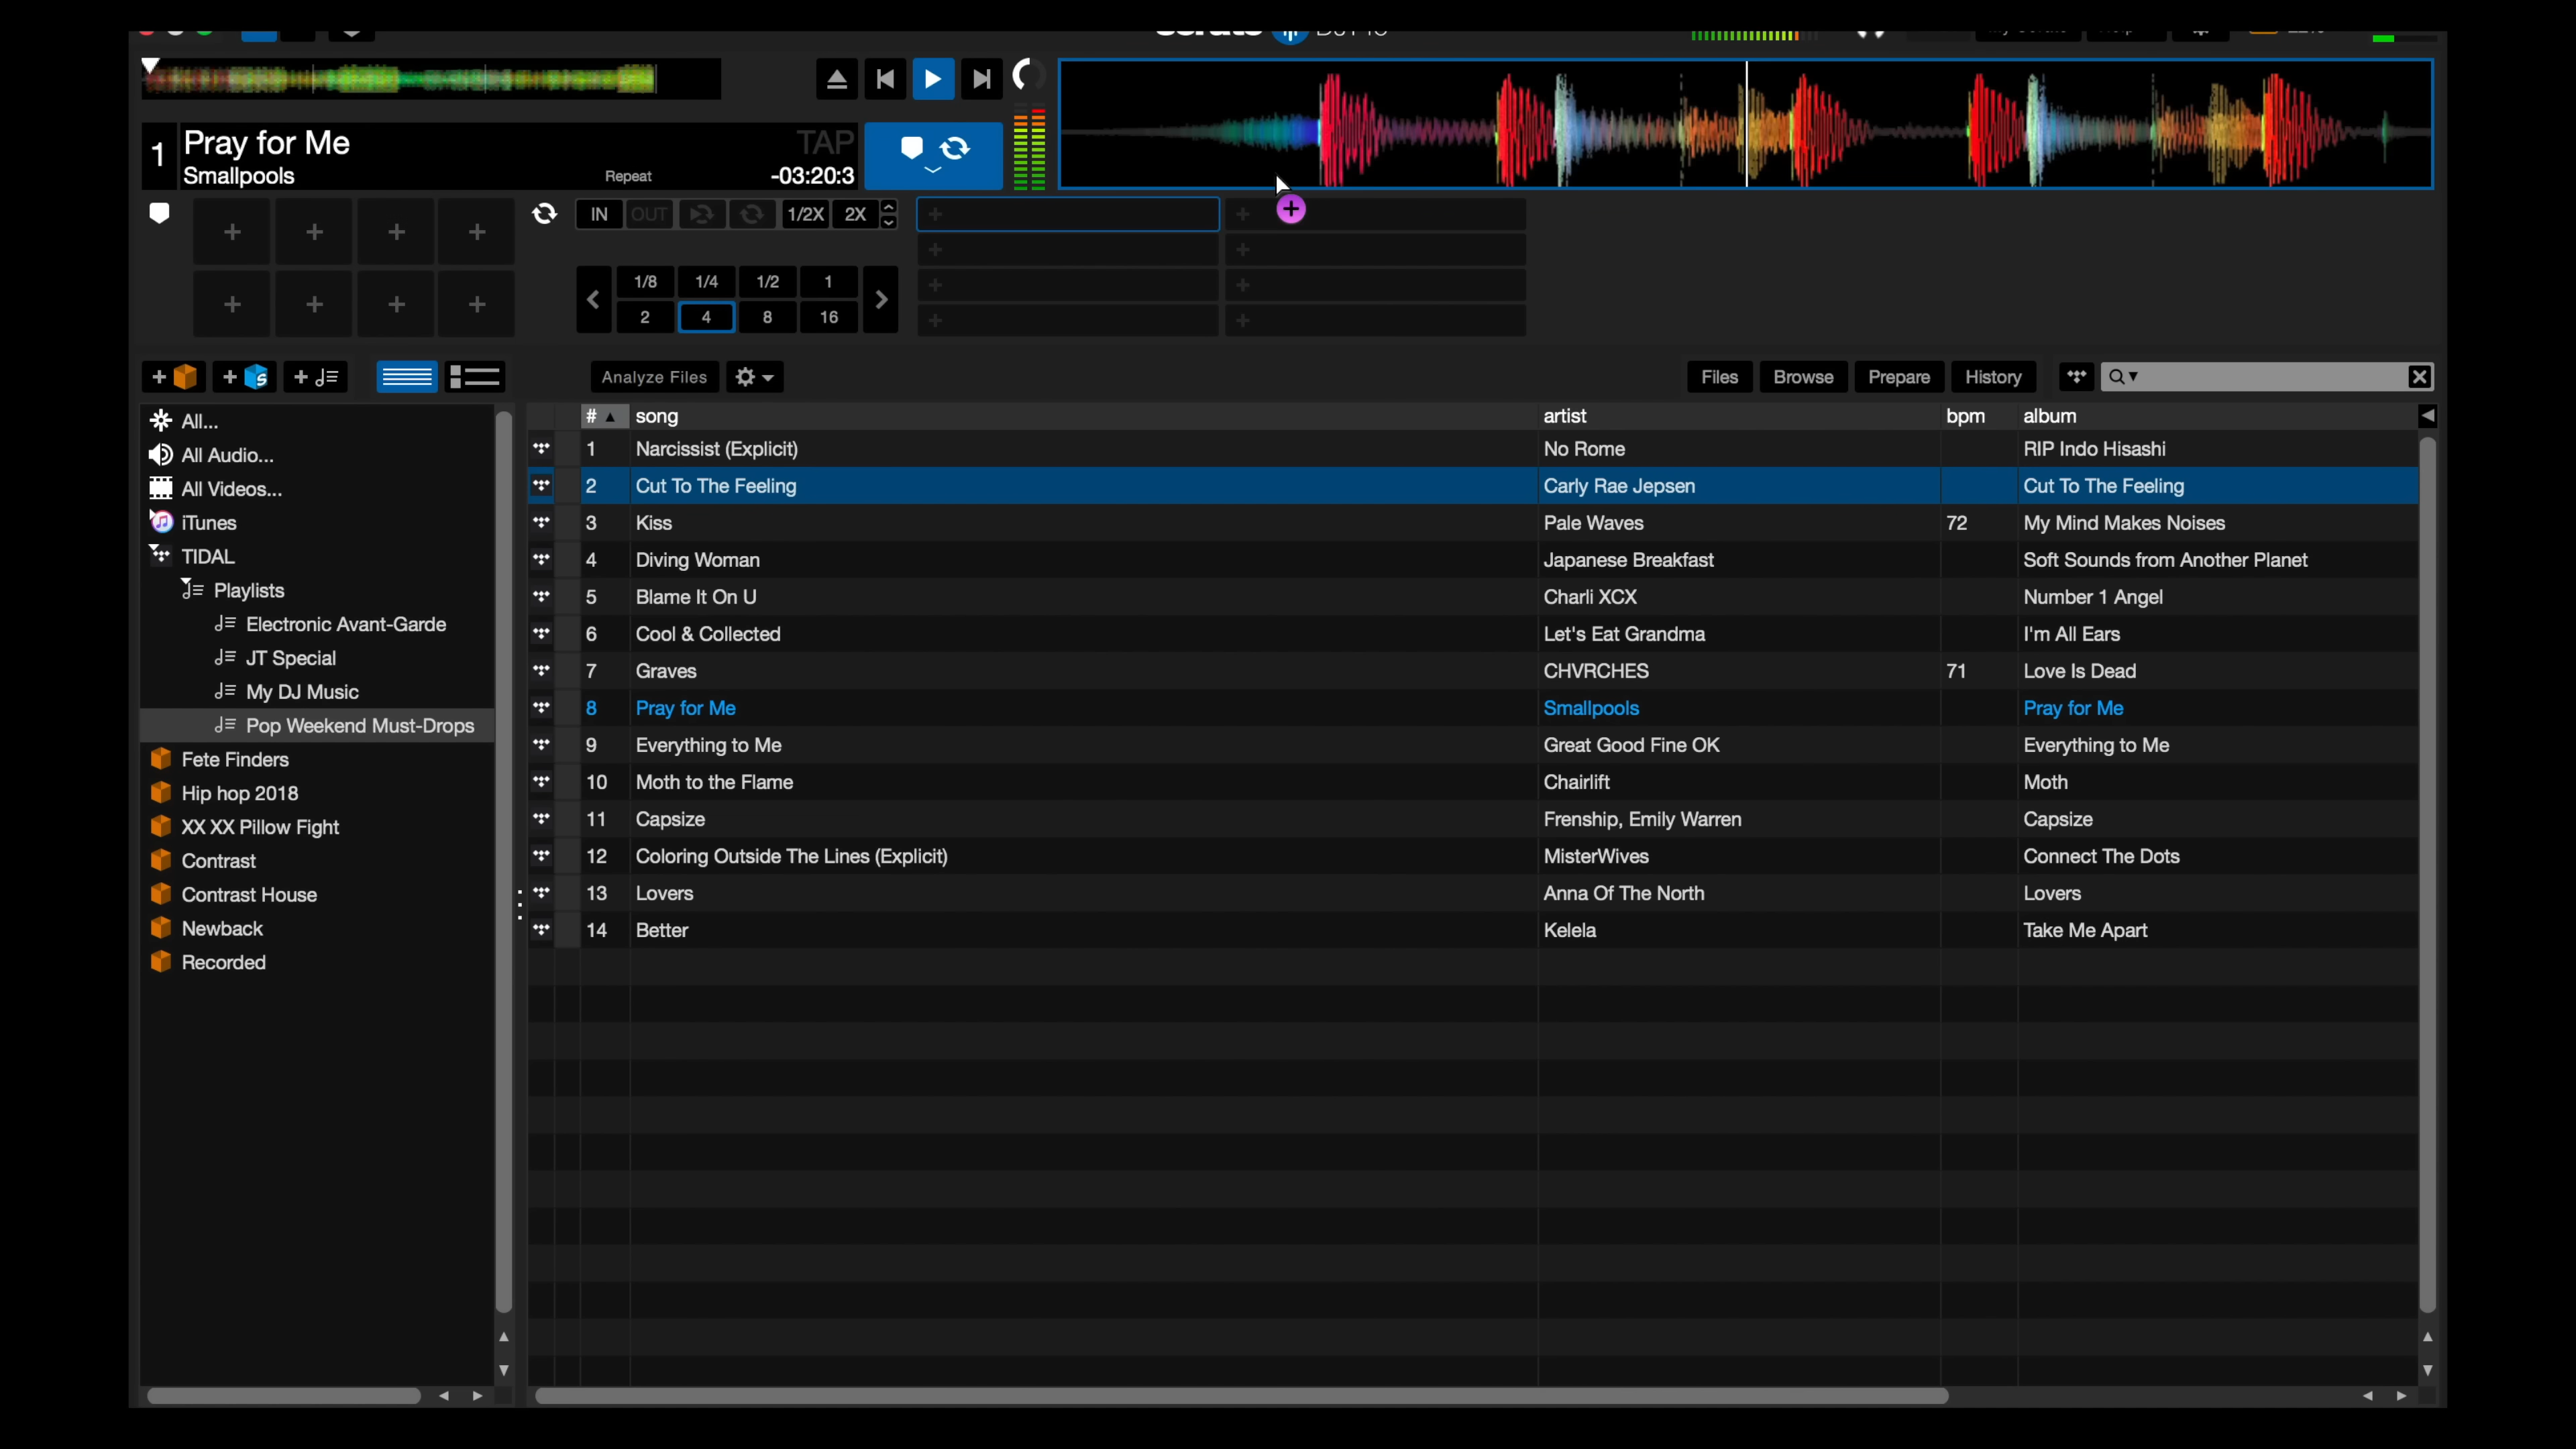 Pray for Me
TAP
1
Smallpools
Repeat
-03:20:3
IN OUT 1/2X 2X
1/8 1/4 1/2 1
2 4 8 16
Analyze Files
Files Browse Prepare History
All...
All Audio...
All Videos...
iTunes
TIDAL
Playlists
Electronic Avant-Garde
JT Special
My DJ Music
Pop Weekend Must-Drops
Fete Finders
Hip hop 2018
XX XX Pillow Fight
Contrast
Contrast House
Newback
Recorded
# song artist bpm album
1 Narcissist (Explicit) No Rome RIP Indo Hisashi
2 Cut To The Feeling Carly Rae Jepsen Cut To The Feeling
3 Kiss Pale Waves 72 My Mind Makes Noises
4 Diving Woman Japanese Breakfast Soft Sounds from Another Planet
5 Blame It On U Charli XCX Number 1 Angel
6 Cool & Collected Let's Eat Grandma I'm All Ears
7 Graves CHVRCHES 71 Love Is Dead
8 Pray for Me Smallpools Pray for Me
9 Everything to Me Great Good Fine OK Everything to Me
10 Moth to the Flame Chairlift Moth
11 Capsize Frenship, Emily Warren Capsize
12 Coloring Outside The Lines (Explicit) MisterWives Connect The Dots
13 Lovers Anna Of The North Lovers
14 Better Kelela Take Me Apart